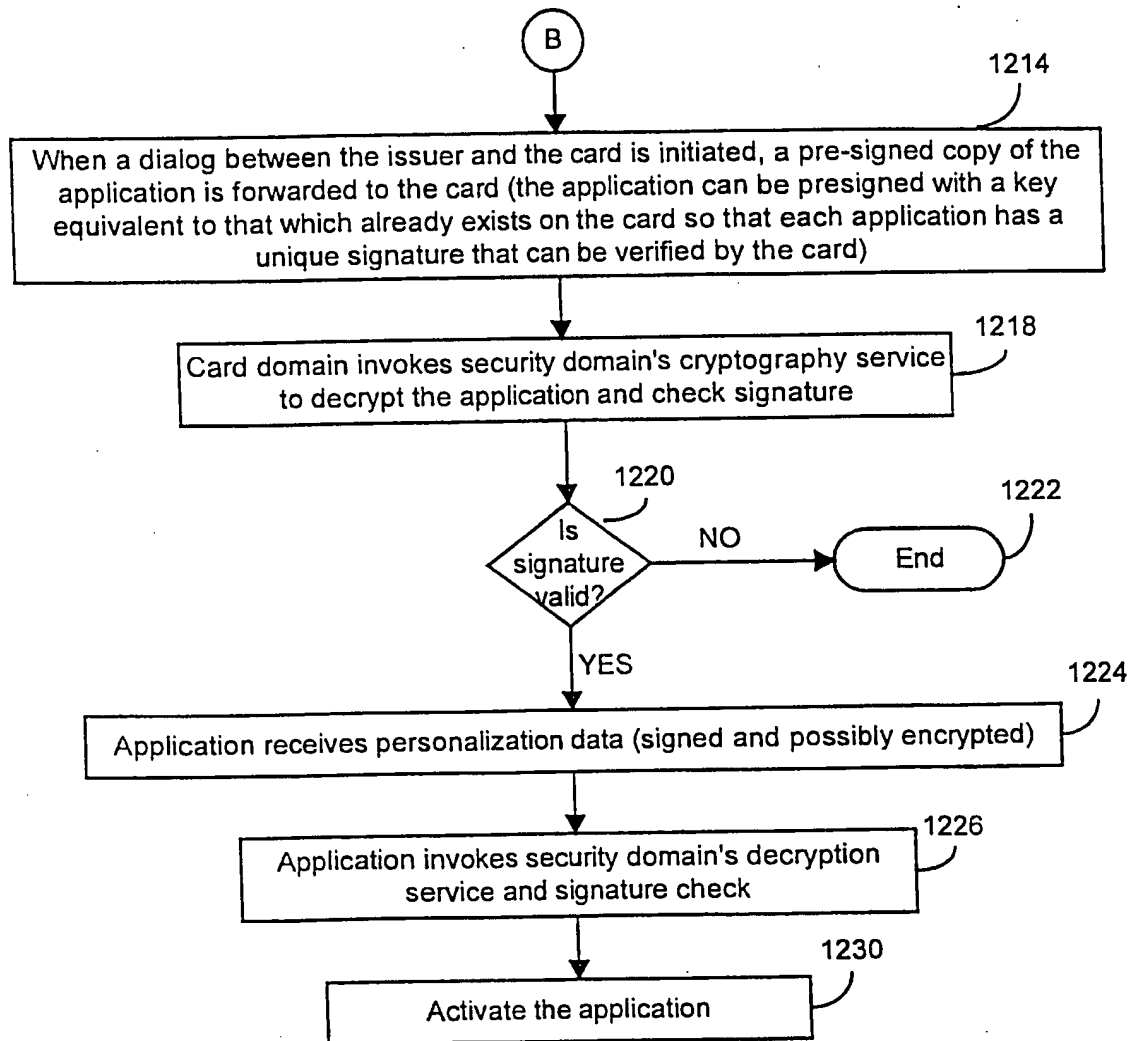 B
1214
When a dialog between the issuer and the card is initiated, a pre-signed copy of the
application is forwarded to the card (the application can be presigned with a key
equivalent to that which already exists on the card so that each application has a
unique signature that can be verified by the card)
1218
Card domain invokes security domain's cryptography service
to decrypt the application and check signature
1220
Is
signature
valid?
NO
1222
End
YES
1224
Application receives personalization data (signed and possibly encrypted)
1226
Application invokes security domain's decryption
service and signature check
1230
Activate the application